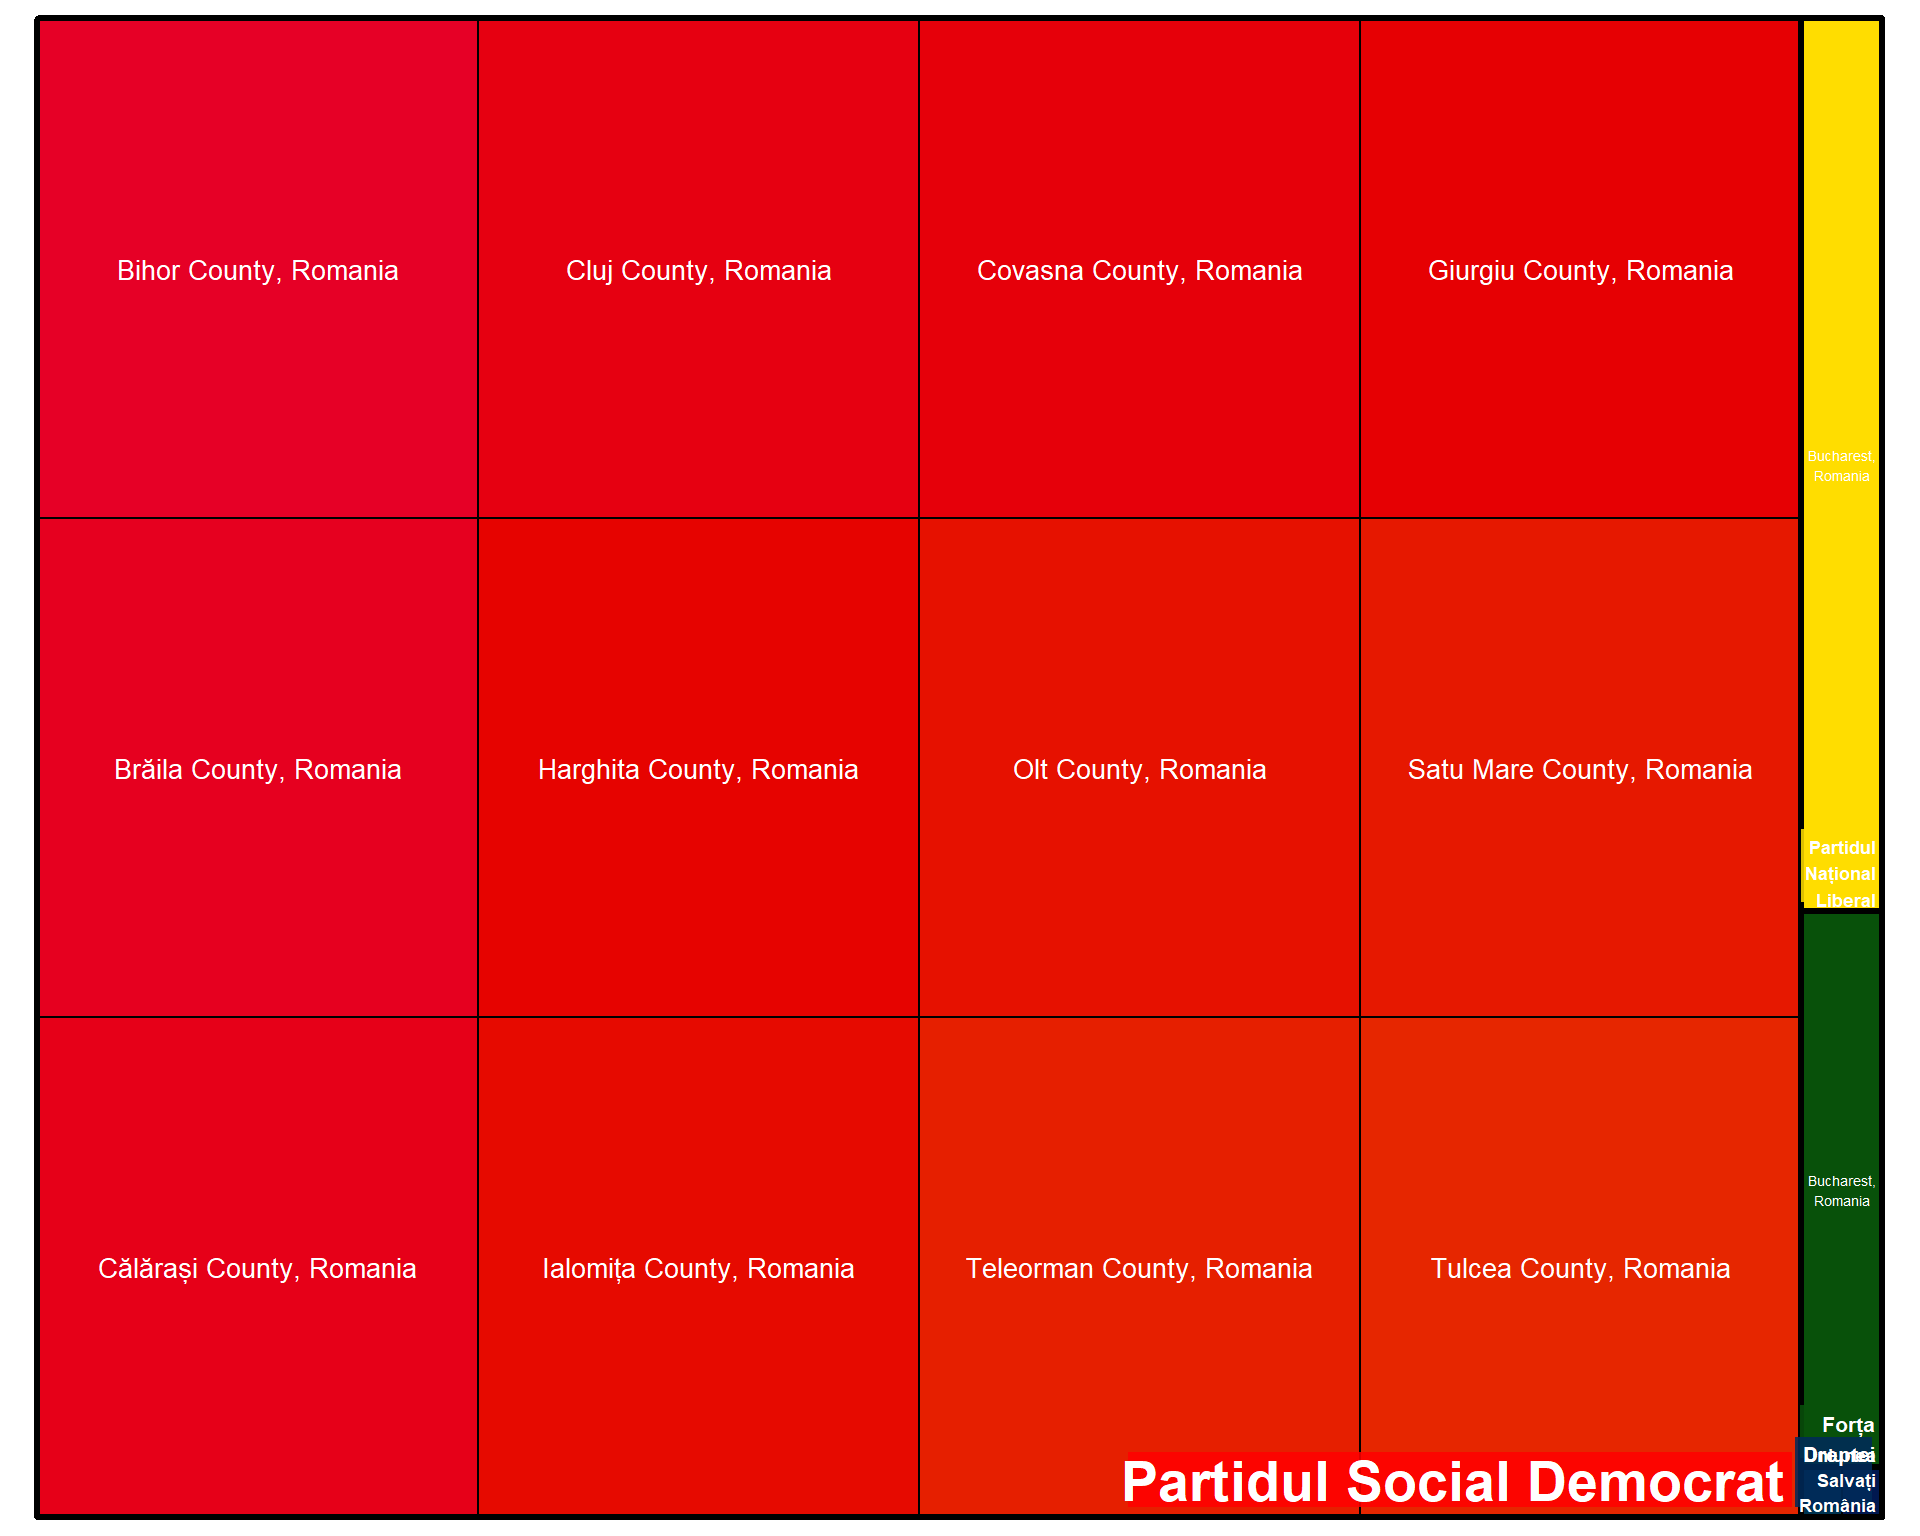 Bihor County, Romania
Cluj County, Romania
Covasna County, Romania
Giurgiu County, Romania
Bucharest,
Romania
Brăila County, Romania
Harghita County, Romania
Olt County, Romania
Satu Mare County, Romania
Partidul
Național
Liberal
Călărași County, Romania
Ialomița County, Romania
Teleorman County, Romania
Tulcea County, Romania
Bucharest,
Romania
Partidul Social Democrat
Forța
Dreptei
Salvați
România